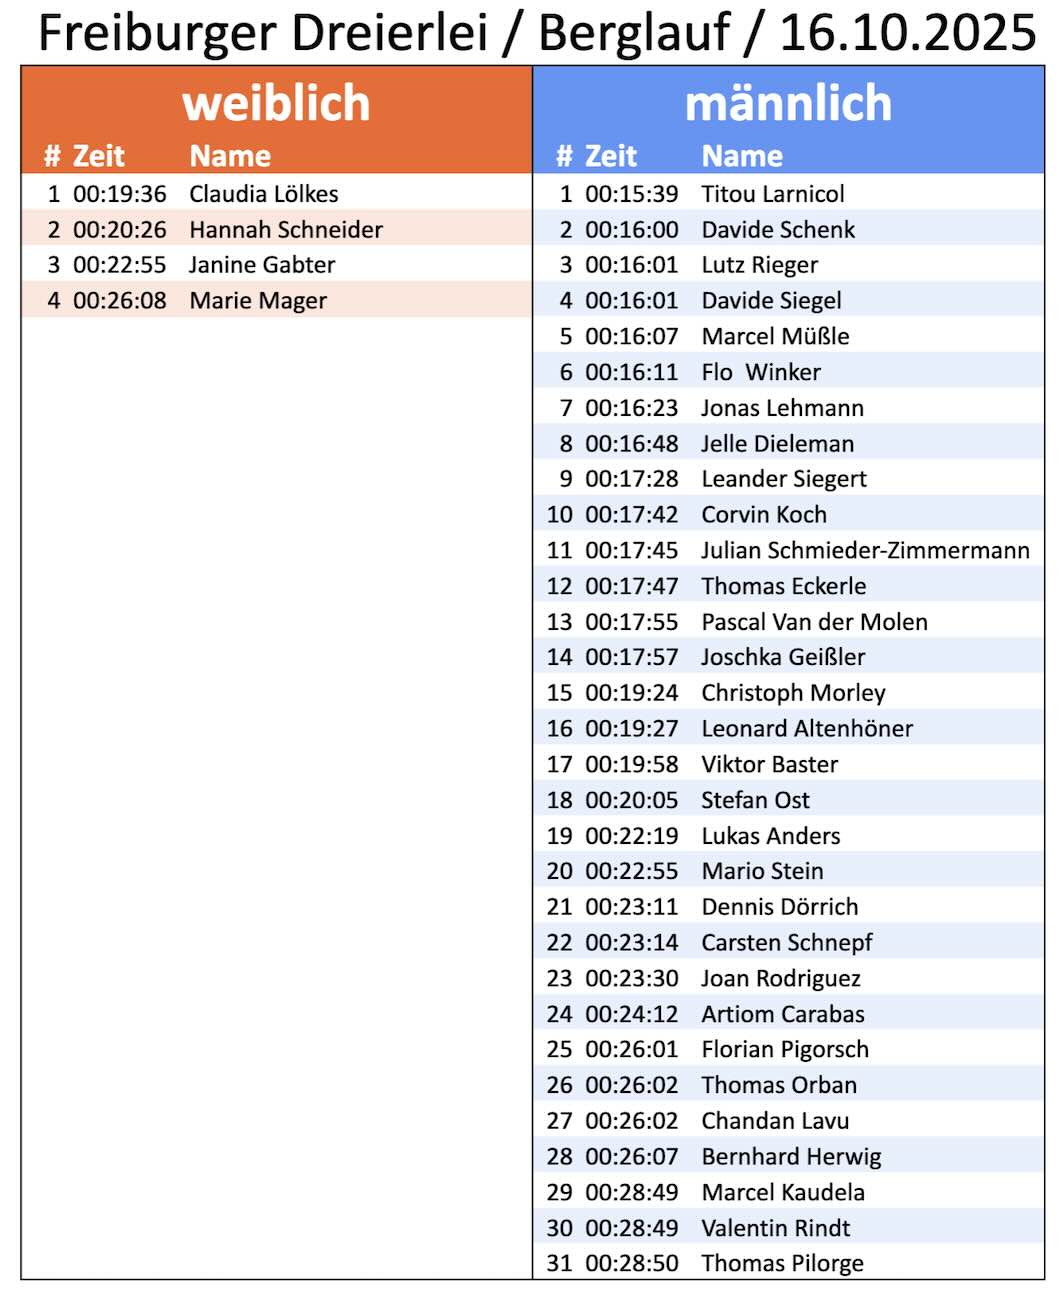 Freiburger Dreierlei / Berglauf / 16.10.2025
weiblich
# Zeit Name
1 00:19:36 Claudia Lölkes
2 00:20:26 Hannah Schneider
3 00:22:55 Janine Gabter
4 00:26:08 Marie Mager
männlich
# Zeit Name
1 00:15:39 Titou Larnicol
2 00:16:00 Davide Schenk
3 00:16:01 Lutz Rieger
4 00:16:01 Davide Siegel
5 00:16:07 Marcel Müßle
6 00:16:11 Flo  Winker
7 00:16:23 Jonas Lehmann
8 00:16:48 Jelle Dieleman
9 00:17:28 Leander Siegert
10 00:17:42 Corvin Koch
11 00:17:45 Julian Schmieder-Zimmermann
12 00:17:47 Thomas Eckerle
13 00:17:55 Pascal Van der Molen
14 00:17:57 Joschka Geißler
15 00:19:24 Christoph Morley
16 00:19:27 Leonard Altenhöner
17 00:19:58 Viktor Baster
18 00:20:05 Stefan Ost
19 00:22:19 Lukas Anders
20 00:22:55 Mario Stein
21 00:23:11 Dennis Dörrich
22 00:23:14 Carsten Schnepf
23 00:23:30 Joan Rodriguez
24 00:24:12 Artiom Carabas
25 00:26:01 Florian Pigorsch
26 00:26:02 Thomas Orban
27 00:26:02 Chandan Lavu
28 00:26:07 Bernhard Herwig
29 00:28:49 Marcel Kaudela
30 00:28:49 Valentin Rindt
31 00:28:50 Thomas Pilorge